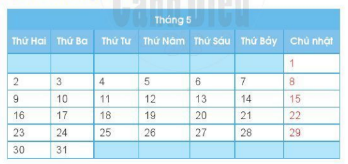 Cánh Diều
Tháng 5
Thứ Hai Thứ Ba Thứ Tư Thứ Năm Thứ Sáu Thứ Bảy Chủ nhật
1
2 3 4 5 6 7 8
9 10 11 12 13 14 15
16 17 18 19 20 21 22
23 24 25 26 27 28 29
30 31